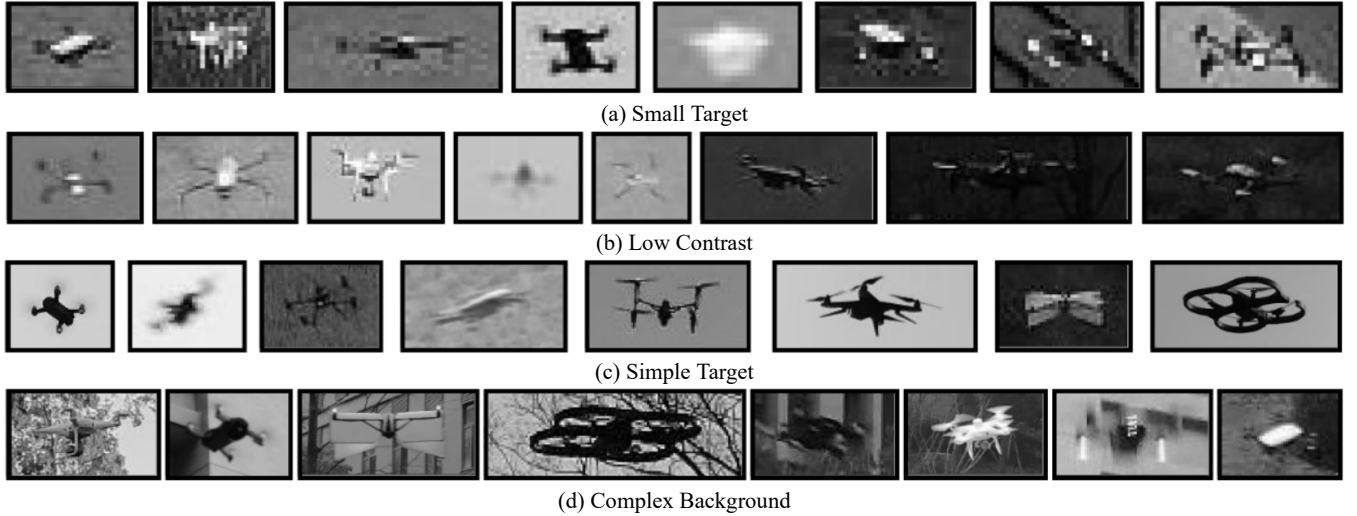 (a) Small Target
(b) Low Contrast
(c) Simple Target
(d) Complex Background